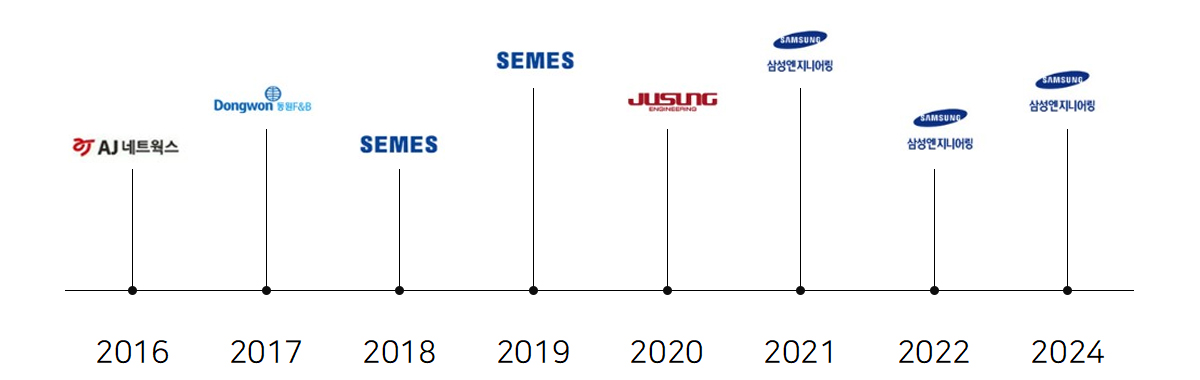 AJ 네트웍스
Dongwon 동원F&B
SEMES
SEMES
JUSUNG
ENGINEERING
SAMSUNG
삼성엔지니어링
SAMSUNG
삼성엔지니어링
SAMSUNG
삼성엔지니어링
2016 2017 2018 2019 2020 2021 2022 2024